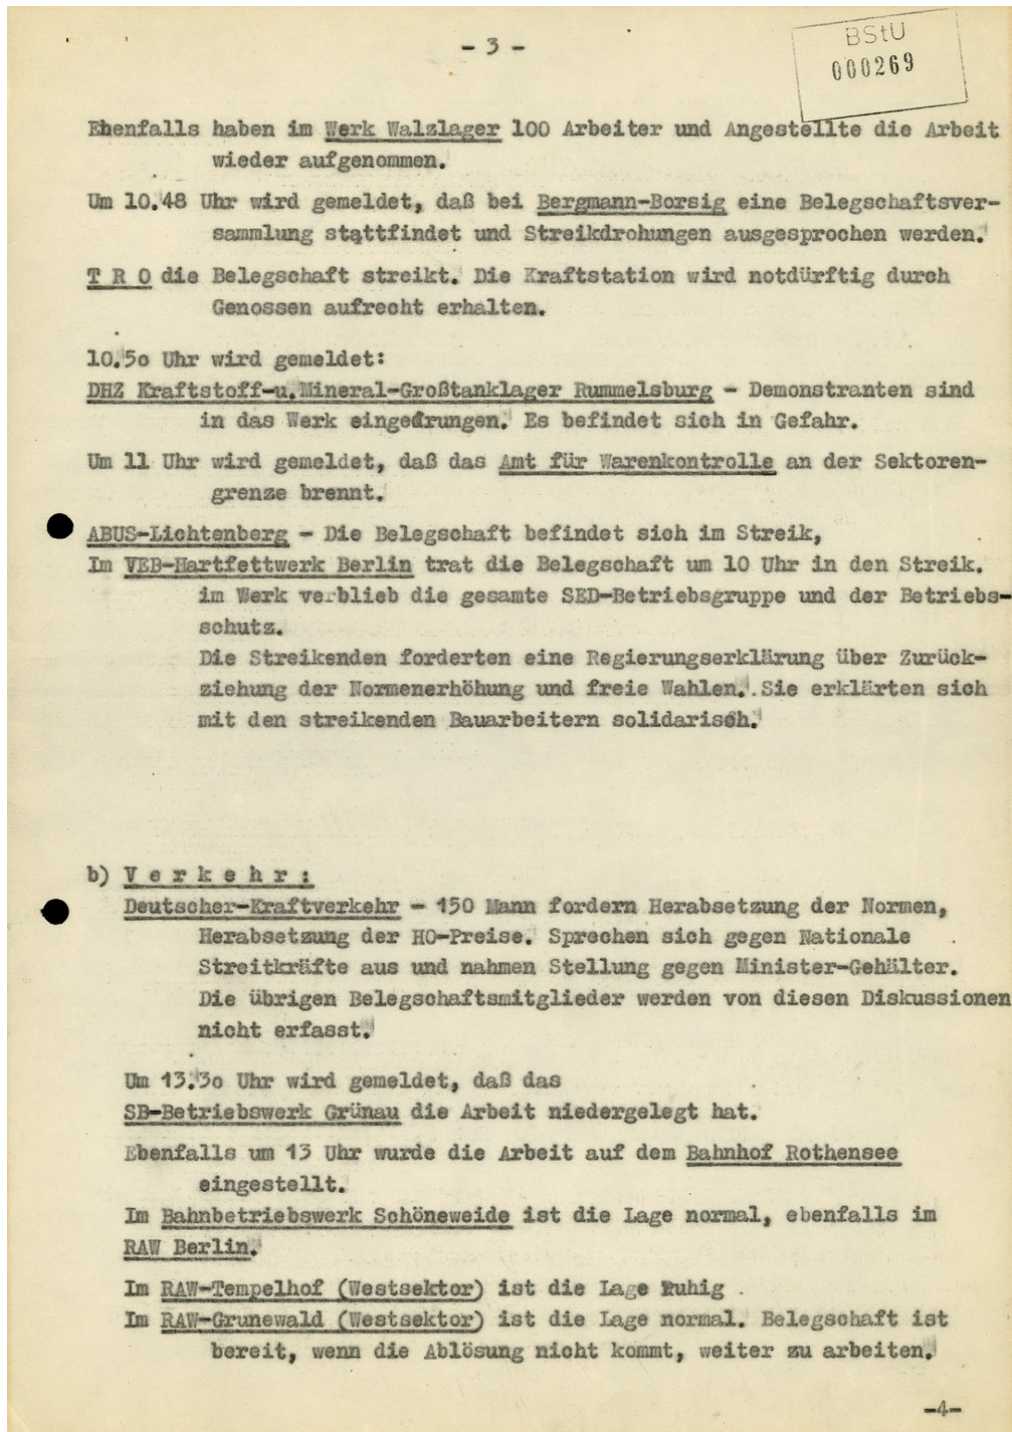 - 3 -
BStU
000269
Ebenfalls haben im Werk Walzlager 100 Arbeiter und Angestellte die Arbeit
wieder aufgenommen.
Um 10.48 Uhr wird gemeldet, daß bei Bergmann-Borsig eine Belegschaftsver-
sammlung stattfindet und Streikdrohungen ausgesprochen werden.
T R O die Belegschaft streikt. Die Kraftstation wird notdürftig durch
Genossen aufrecht erhalten.
10.5o Uhr wird gemeldet:
DHZ Kraftstoff-u.Mineral-Großtanklager Rummelsburg - Demonstranten sind
in das Werk eingedrungen. Es befindet sich in Gefahr.
Um 11 Uhr wird gemeldet, daß das Amt für Warenkontrolle an der Sektoren-
grenze brennt.
ABUS-Lichtenberg - Die Belegschaft befindet sich im Streik,
Im VEB-Hartfettwerk Berlin trat die Belegschaft um 10 Uhr in den Streik.
im Werk verblieb die gesamte SED-Betriebsgruppe und der Betriebs-
schutz.
Die Streikenden forderten eine Regierungserklärung über Zurück-
ziehung der Normenerhöhung und freie Wahlen. Sie erklärten sich
mit den streikenden Bauarbeitern solidarisch.
b) V e r k e h r :
Deutscher-Kraftverkehr - 150 Mann fordern Herabsetzung der Normen,
Herabsetzung der HO-Preise. Sprechen sich gegen Nationale
Streitkräfte aus und nahmen Stellung gegen Minister-Gehälter.
Die übrigen Belegschaftsmitglieder werden von diesen Diskussionen
nicht erfasst.
Um 13.3o Uhr wird gemeldet, daß das
SB-Betriebswerk Grünau die Arbeit niedergelegt hat.
Ebenfalls um 13 Uhr wurde die Arbeit auf dem Bahnhof Rothensee
eingestellt.
Im Bahnbetriebswerk Schöneweide ist die Lage normal, ebenfalls im
RAW Berlin.
Im RAW-Tempelhof (Westsektor) ist die Lage Ruhig .
Im RAW-Grunewald (Westsektor) ist die Lage normal. Belegschaft ist
bereit, wenn die Ablösung nicht kommt, weiter zu arbeiten.
-4-